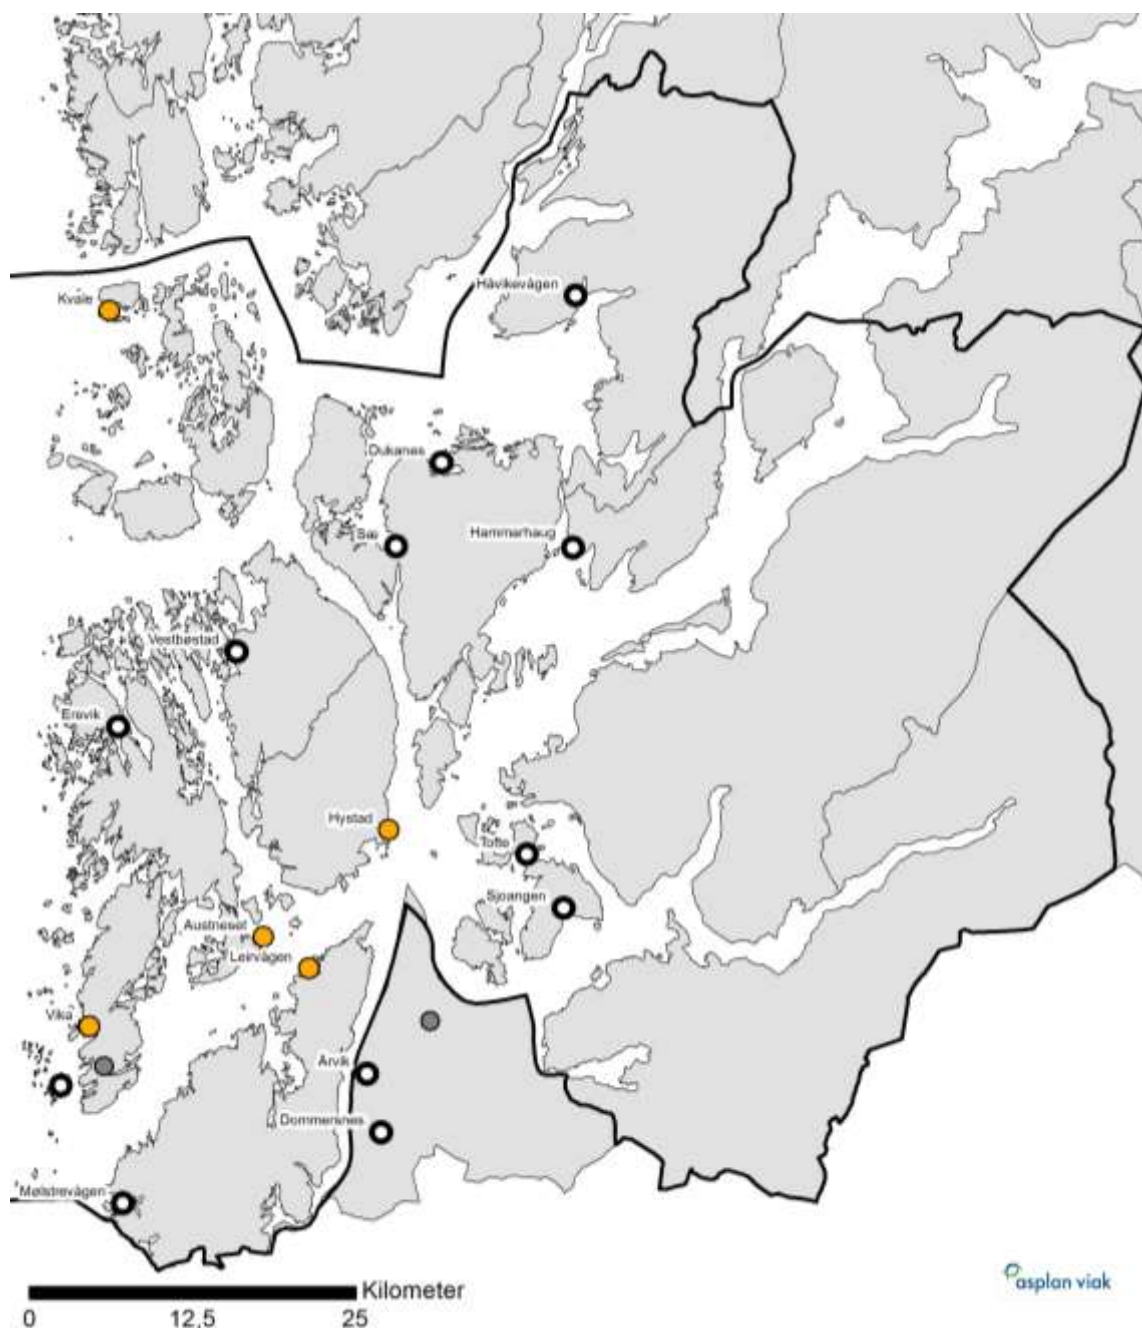 Kvale
Håvikevågen
Dukanes
Sæ
Hammarhaug
Vestbøstad
Ersvik
Hystad
Tofte
Sjoangen
Austneset
Leirvågen
Vika
Årvik
Dommersnes
Mølstrevågen
Kilometer
0 12,5 25
asplan viak